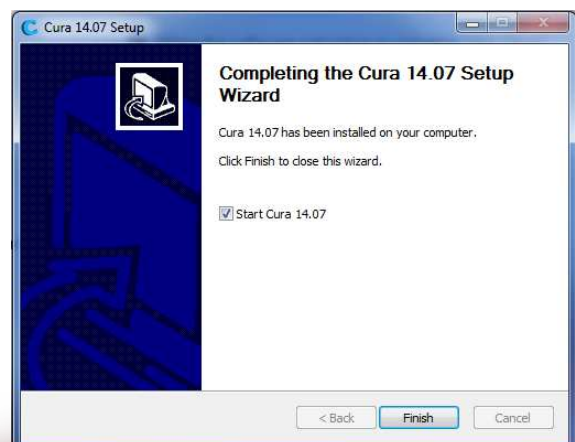 Cura 14.07 Setup
Completing the Cura 14.07 Setup
Wizard
Cura 14.07 has been installed on your computer.
Click Finish to close this wizard.
Start Cura 14.07
< Back
Finish
Cancel